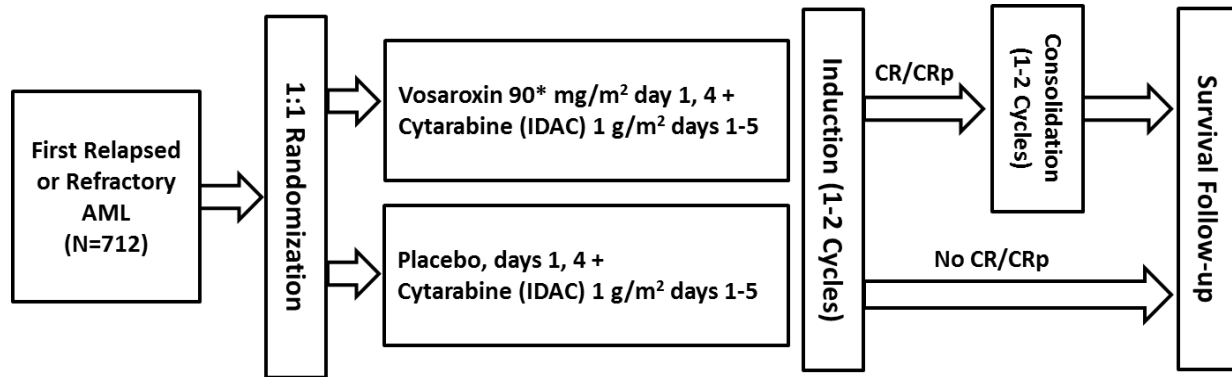 First Relapsed
or Refractory
AML
(N=712)
1:1 Randomization
Vosaroxin 90* mg/m² day 1, 4 +
Cytarabine (IDAC) 1 g/m² days 1-5
Placebo, days 1, 4 +
Cytarabine (IDAC) 1 g/m² days 1-5
Induction (1-2 Cycles)
CR/CRp
No CR/CRp
Consolidation
(1-2 Cycles)
Survival Follow-up